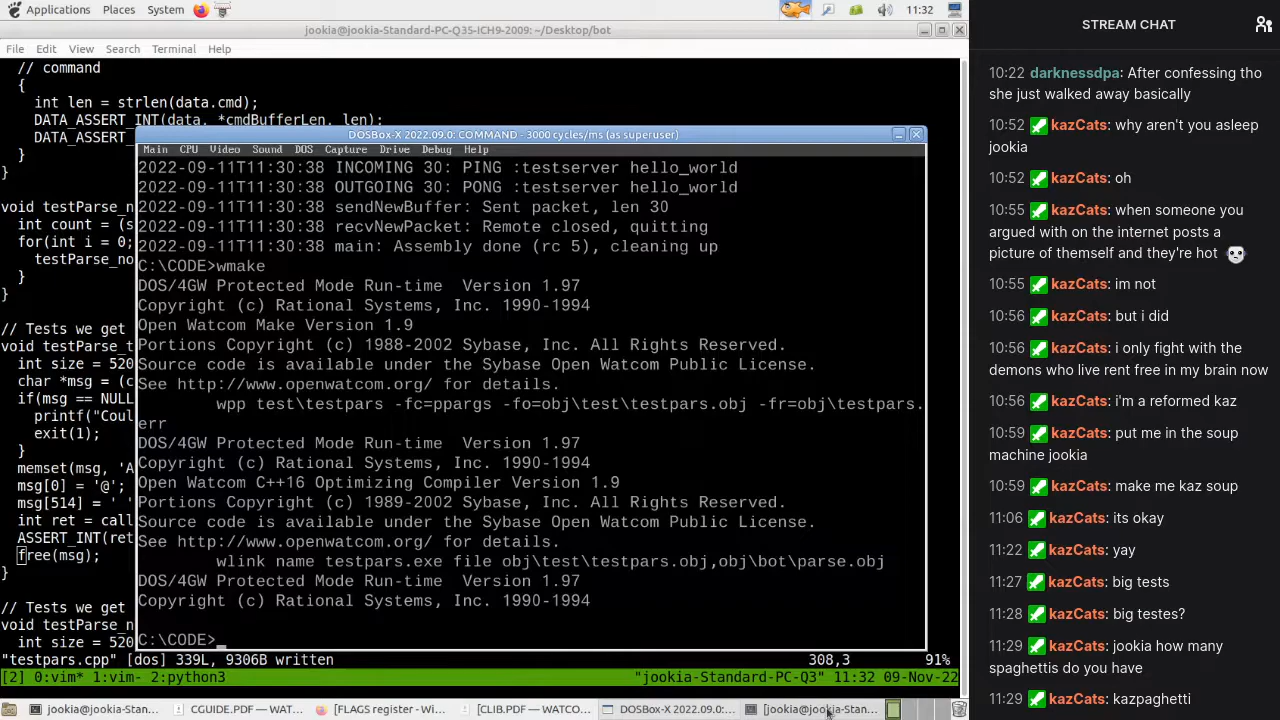 Applications Places System 11:32
jookia@jookia-Standard-PC-Q35-ICH9-2009: ~/Desktop/bot
File Edit View Search Terminal Help
// command
{
int len = strlen(data.cmd);
DATA_ASSERT_INT(data, *cmdBufferLen, len);
DATA_ASSERT_
}
}
void testParse_n
int count = (s
for(int i = 0;
testParse_no
}
}
// Tests we get
void testParse_t
int size = 520
char *msg = (c
if(msg == NULL
printf("Coul
exit(1);
}
memset(msg, 'A
msg[0] = '@';
msg[514] = ' '
int ret = call
ASSERT_INT(ret
free(msg);
}
// Tests we get
void testParse_n
int size = 520
"testpars.cpp" [dos] 339L, 9306B written 308,3 91%
[2] 0:vim* 1:vim- 2:python3 "jookia-Standard-PC-Q3" 11:32 09-Nov-22
DOSBox-X 2022.09.0: COMMAND - 3000 cycles/ms (as superuser)
Main CPU Video Sound DOS Capture Drive Debug Help
2022-09-11T11:30:38 INCOMING 30: PING :testserver hello_world
2022-09-11T11:30:38 OUTGOING 30: PONG :testserver hello_world
2022-09-11T11:30:38 sendNewBuffer: Sent packet, len 30
2022-09-11T11:30:38 recvNewPacket: Remote closed, quitting
2022-09-11T11:30:38 main: Assembly done (rc 5), cleaning up
C:\CODE>wmake
DOS/4GW Protected Mode Run-time Version 1.97
Copyright (c) Rational Systems, Inc. 1990-1994
Open Watcom Make Version 1.9
Portions Copyright (c) 1988-2002 Sybase, Inc. All Rights Reserved.
Source code is available under the Sybase Open Watcom Public License.
See http://www.openwatcom.org/ for details.
wpp test\testpars -fc=ppargs -fo=obj\test\testpars.obj -fr=obj\testpars.
err
DOS/4GW Protected Mode Run-time Version 1.97
Copyright (c) Rational Systems, Inc. 1990-1994
Open Watcom C++16 Optimizing Compiler Version 1.9
Portions Copyright (c) 1989-2002 Sybase, Inc. All Rights Reserved.
Source code is available under the Sybase Open Watcom Public License.
See http://www.openwatcom.org/ for details.
wlink name testpars.exe file obj\test\testpars.obj,obj\bot\parse.obj
DOS/4GW Protected Mode Run-time Version 1.97
Copyright (c) Rational Systems, Inc. 1990-1994
C:\CODE>_
jookia@jookia-Stan... CGUIDE.PDF — WAT... [FLAGS register - Wi... [CLIB.PDF — WATCO... DOSBox-X 2022.09.0:... [jookia@jookia-Stan...
STREAM CHAT
10:22 darknessdpa: After confessing tho
she just walked away basically
10:52 kazCats: why aren't you asleep
jookia
10:52 kazCats: oh
10:55 kazCats: when someone you
argued with on the internet posts a
picture of themself and they're hot
10:55 kazCats: im not
10:56 kazCats: but i did
10:56 kazCats: i only fight with the
demons who live rent free in my brain now
10:56 kazCats: i'm a reformed kaz
10:59 kazCats: put me in the soup
machine jookia
10:59 kazCats: make me kaz soup
11:06 kazCats: its okay
11:22 kazCats: yay
11:27 kazCats: big tests
11:28 kazCats: big testes?
11:29 kazCats: jookia how many
spaghettis do you have
11:29 kazCats: kazpaghetti